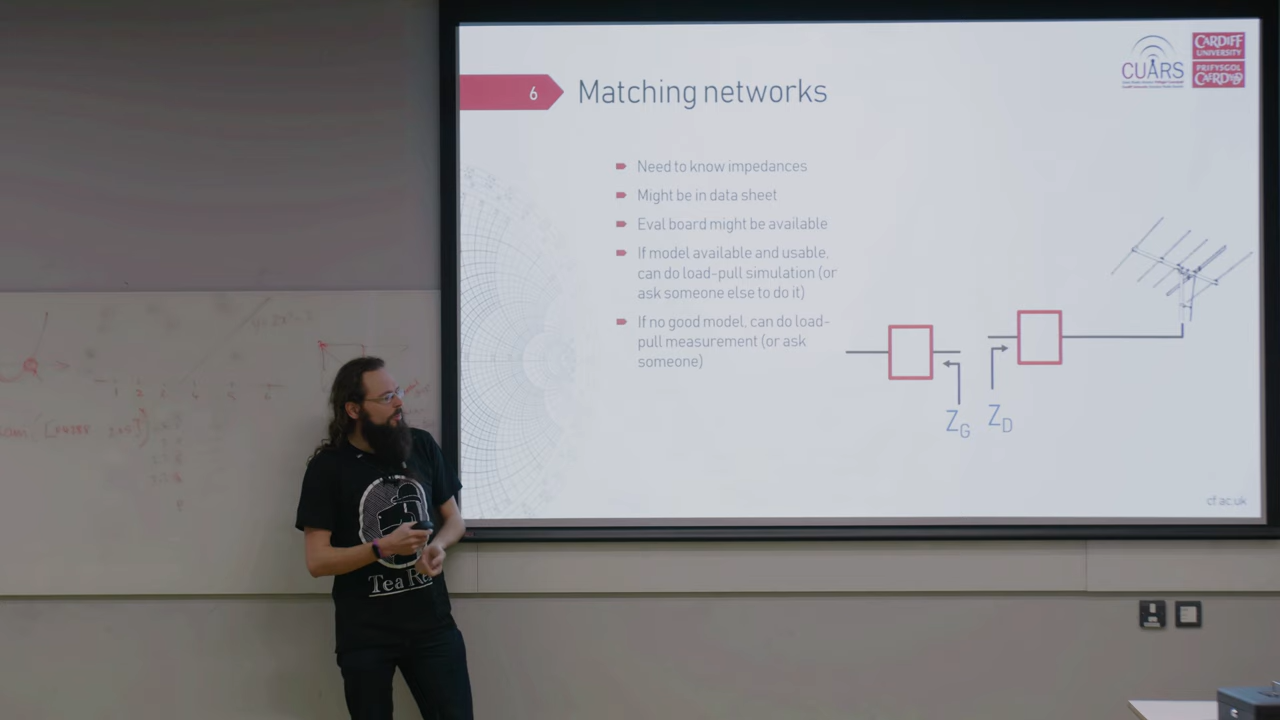 6
Matching networks
CUARS
CARDIFF
UNIVERSITY
PRIFYSGOL
CAERDYDD
Need to know impedances
Might be in data sheet
Eval board might be available
If model available and usable,
can do load-pull simulation (or
ask someone else to do it)
If no good model, can do load-
pull measurement (or ask
someone)
ZG
ZD
cf.ac.uk
Tea